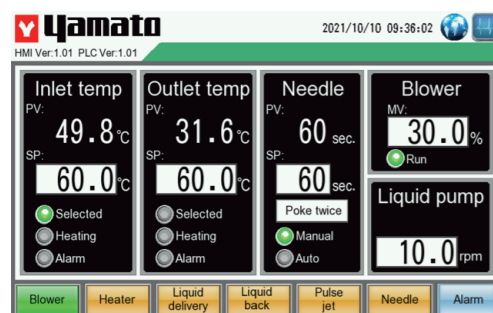 Yamato
2021/10/10 09:36:02
HMI Ver:1.01 PLC Ver:1.01
Inlet temp
PV:
49.8℃
SP:
60.0℃
Selected
Heating
Alarm
Outlet temp
PV:
31.6℃
SP:
60.0℃
Selected
Heating
Alarm
Needle
PV:
60 sec.
SP:
60 sec.
Poke twice
Manual
Auto
Blower
MV:
30.0%
Run
Liquid pump
10.0 rpm
Blower
Heater
Liquid
delivery
Liquid
back
Pulse
jet
Needle
Alarm